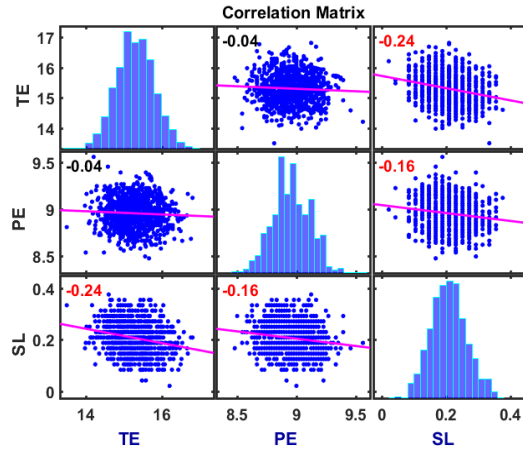 Correlation Matrix
TE
17
16
15
14
-0.04
-0.24
PE
9.5
9
8.5
-0.04
-0.16
SL
0.4
0.2
0
-0.24
-0.16
14 16
8.5 9 9.5
0 0.2 0.4
TE
PE
SL